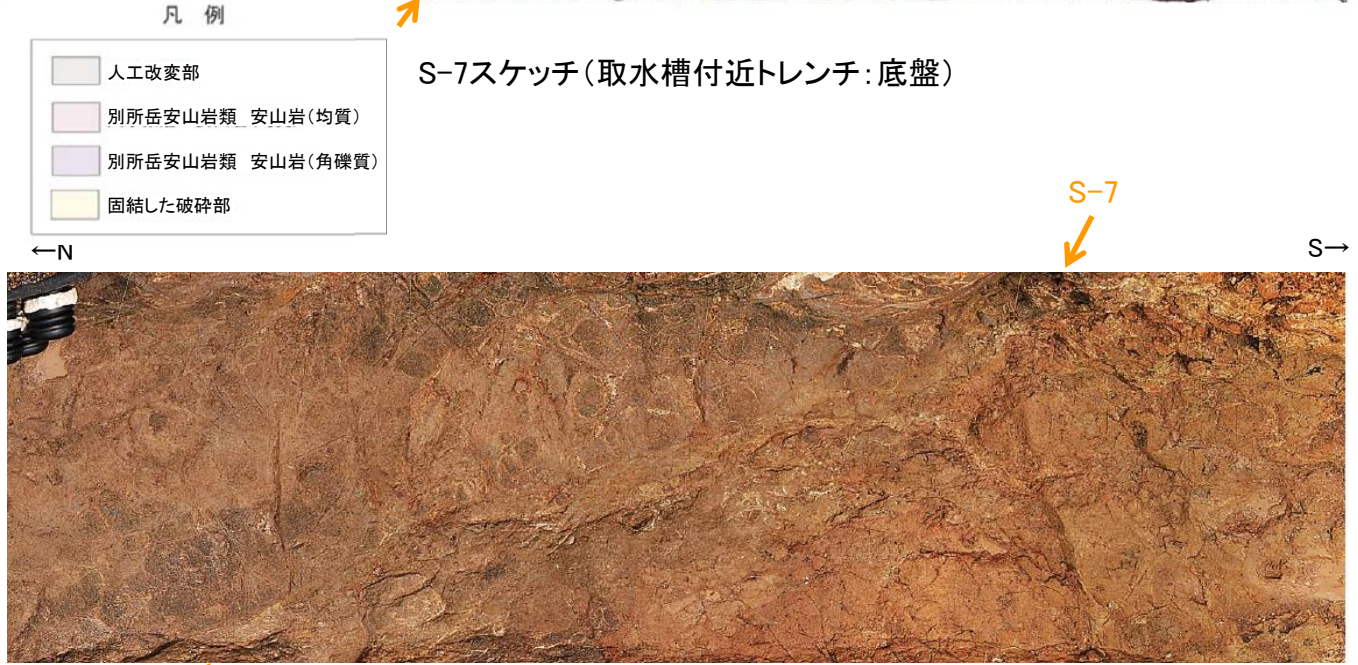 凡 例
人工改変部
別所岳安山岩類 安山岩(均質)
別所岳安山岩類 安山岩(角礫質)
固結した破砕部
S-7スケッチ(取水槽付近トレンチ:底盤)
S-7
←N
S→